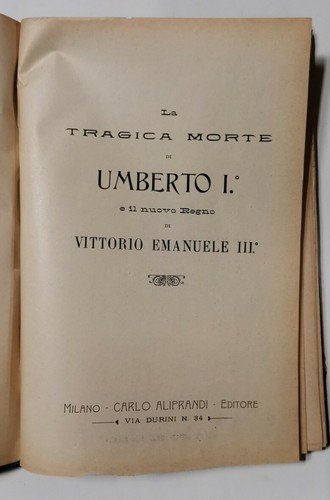 La
TRAGICA MORTE
DI
UMBERTO I.°
e il nuovo Regno
DI
VITTORIO EMANUELE III.°
MILANO - CARLO ALIPRANDI - EDITORE
VIA DURINI N. 34